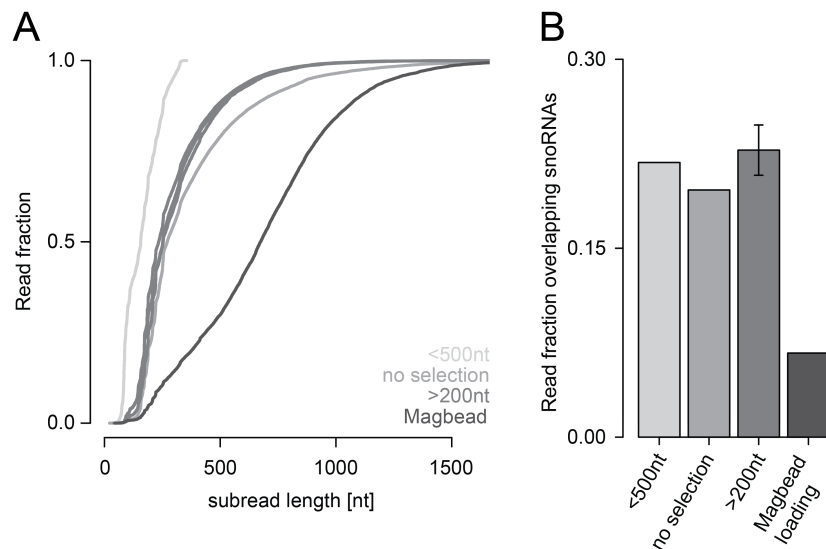 A
1.0
0.5
0.0
Read fraction
0
500
1000
1500
subread length [nt]
<500nt
no selection
>200nt
Magbead
B
0.30
0.15
0.00
Read fraction overlapping snoRNAs
<500nt
no selection
>200nt
Magbead
loading